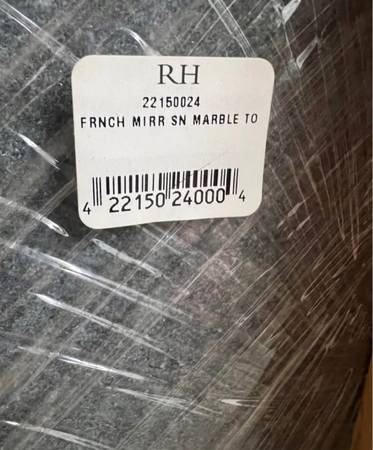 RH
22150024
FRNCH MIRR SN MARBLE TO
4 22150 24000 4